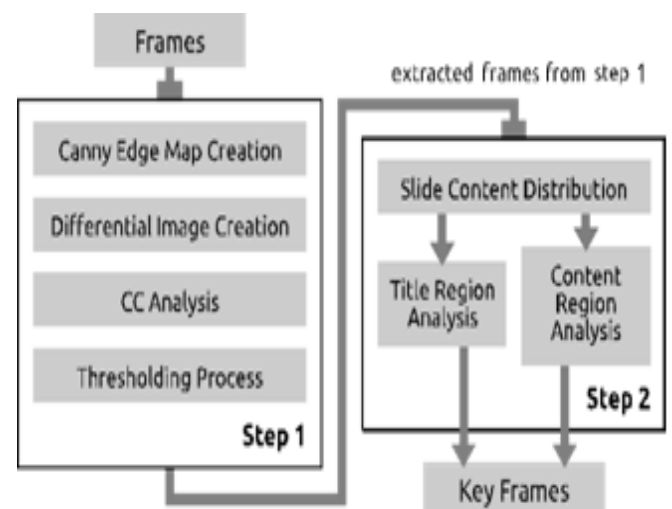 Frames
Canny Edge Map Creation
Differential Image Creation
CC Analysis
Thresholding Process
Step 1
extracted frames from step 1
Slide Content Distribution
Title Region
Analysis
Content
Region
Analysis
Step 2
Key Frames